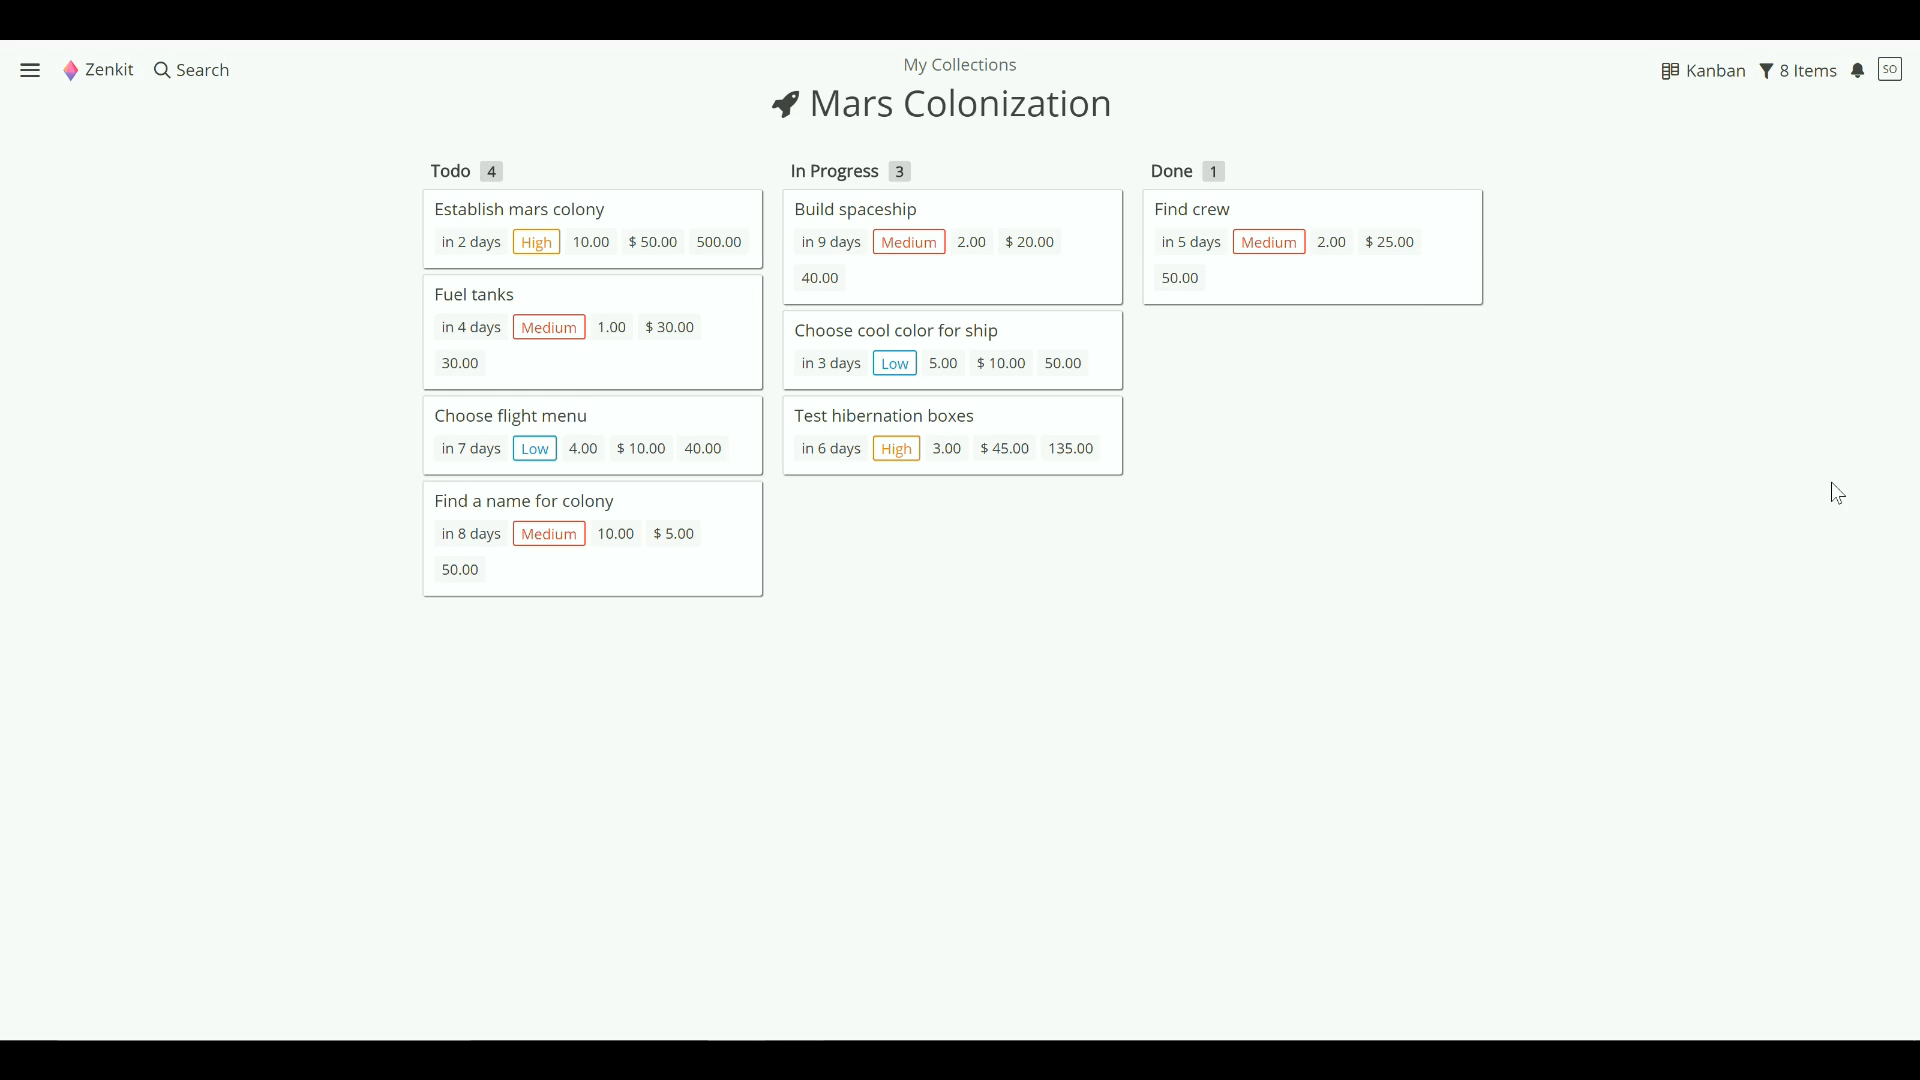 Zenkit
Search
My Collections
Mars Colonization
Kanban
8 Items
SO
Todo 4
Establish mars colony
in 2 days High 10.00 $ 50.00 500.00
Fuel tanks
in 4 days Medium 1.00 $ 30.00
30.00
Choose flight menu
in 7 days Low 4.00 $ 10.00 40.00
Find a name for colony
in 8 days Medium 10.00 $ 5.00
50.00
In Progress 3
Build spaceship
in 9 days Medium 2.00 $ 20.00
40.00
Choose cool color for ship
in 3 days Low 5.00 $ 10.00 50.00
Test hibernation boxes
in 6 days High 3.00 $ 45.00 135.00
Done 1
Find crew
in 5 days Medium 2.00 $ 25.00
50.00